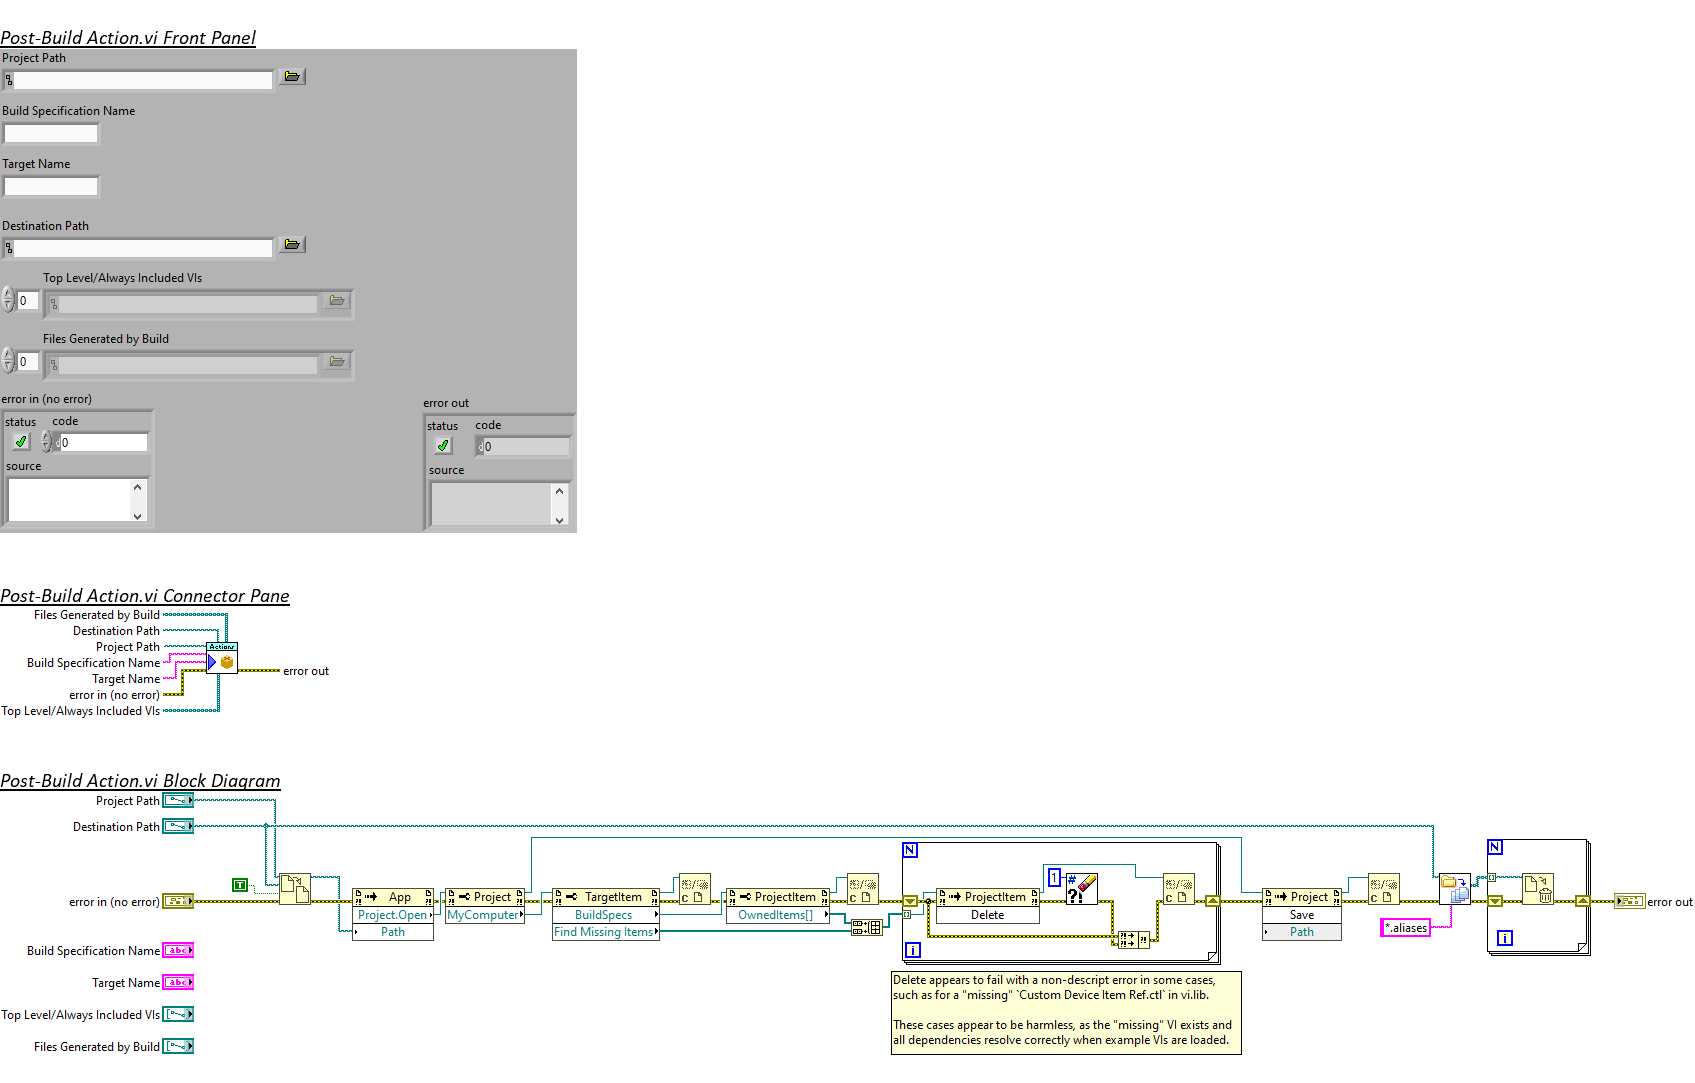 Post-Build Action.vi Front Panel
Project Path
Build Specification Name
Target Name
Destination Path
Top Level/Always Included VIs
0
Files Generated by Build
0
error in (no error)
status code
0
source
error out
status code
0
source
Post-Build Action.vi Connector Pane
Files Generated by Build
Destination Path
Project Path
Build Specification Name
Target Name
error in (no error)
Top Level/Always Included VIs
Actions
error out
Post-Build Action.vi Block Diagram
Project Path
Destination Path
error in (no error)
Build Specification Name
abc
Target Name
abc
Top Level/Always Included VIs
Files Generated by Build
T
App
Project.Open
Path
Project
MyComputer
TargetItem
BuildSpecs
Find Missing Items
C
ProjectItem
OwnedItems[]
C
N
i
ProjectItem
Delete
1
#
?!
C
Delete appears to fail with a non-descript error in some cases,
such as for a "missing" `Custom Device Item Ref.ctl` in vi.lib.
These cases appear to be harmless, as the "missing" VI exists and
all dependencies resolve correctly when example VIs are loaded.
Project
Save
Path
C
*.aliases
N
i
error out